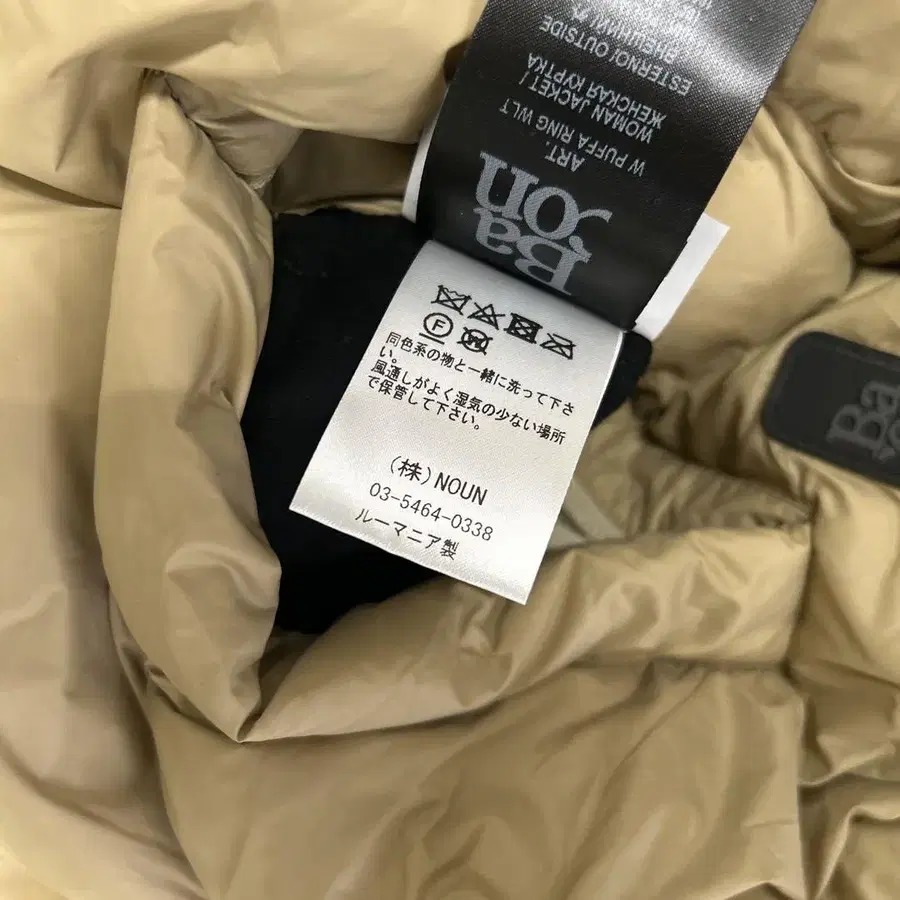 Ba
on
ART.
W PUFFA RING WLT
WOMAN JACKET /
ЖЕНСКАЯ КУРТКА
ESTERNO/ OUTSIDE
F
W
同色系の物と一緒に洗って下さ
い。
風通しがよく湿気の少ない場所
で保管して下さい。
(株)NOUN
03-5464-0338
ルーマニア製
Ba